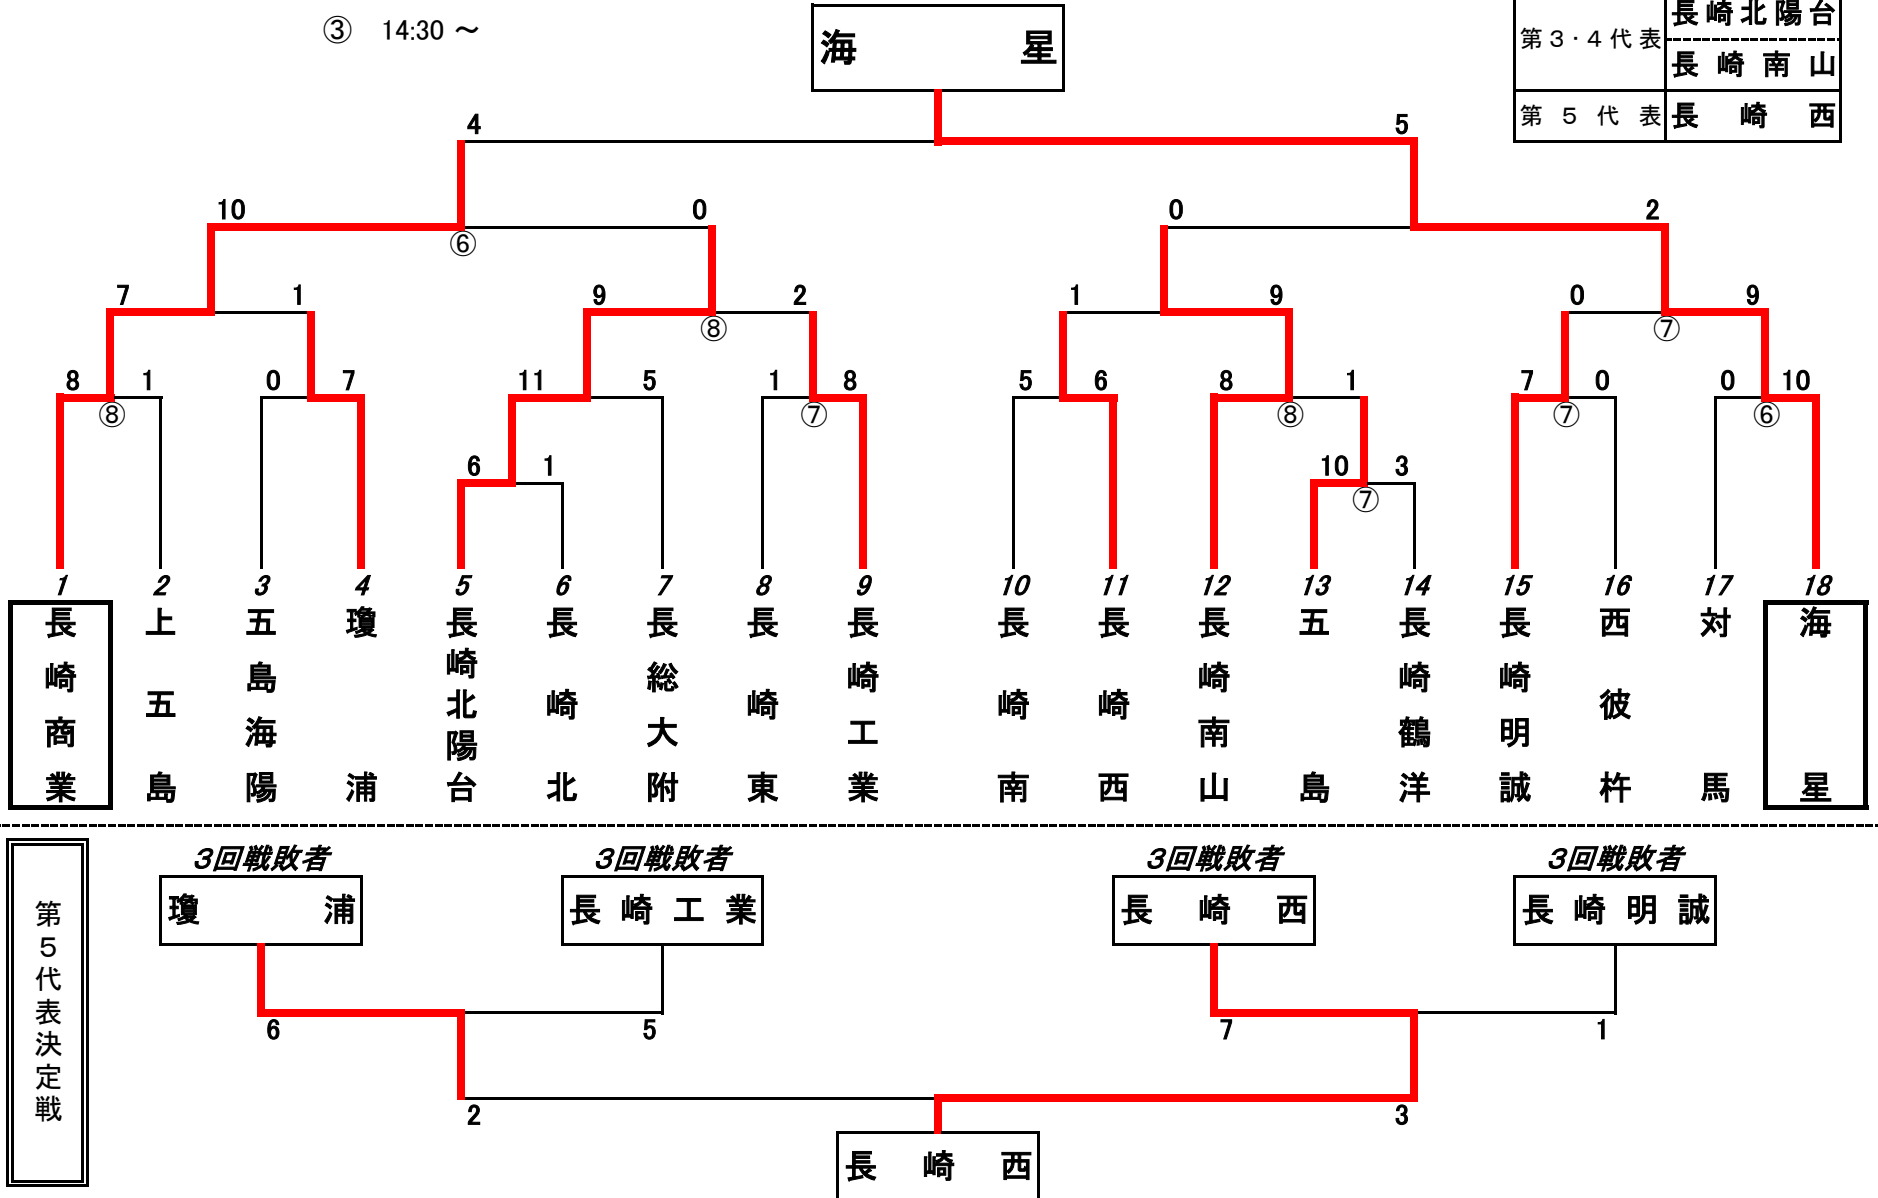 ③ 14:30 ～
海星
第3・4代表 長崎北陽台
長崎南山
第5代表 長崎西
4 5
10 0 0 2
⑥
7 1 9 2 1 9 0 9
⑧ ⑦
8 1 0 7 11 5 1 8 5 6 8 1 7 0 0 10
⑧ ⑦ ⑧ ⑦ ⑥
6 1 10 3
⑦
1 2 3 4 5 6 7 8 9 10 11 12 13 14 15 16 17 18
長崎商業
上五島
五島海陽
瓊浦
長崎北陽台
長崎北
長総大附
長崎東
長崎工業
長崎南
長崎西
長崎南山
五島
長崎鶴洋
長崎明誠
西彼杵
対馬
海星
第5代表決定戦
3回戦敗者 3回戦敗者 3回戦敗者 3回戦敗者
瓊浦 長崎工業 長崎西 長崎明誠
6 5 7 1
2 3
長崎西